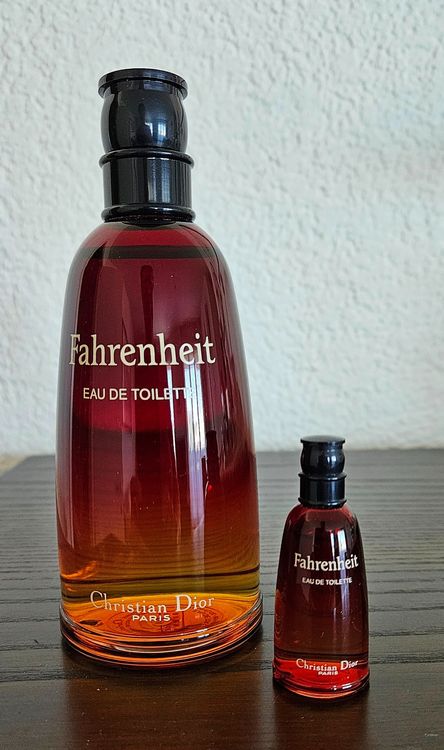 Fahrenheit
EAU DE TOILETTE
Christian Dior
PARIS
Fahrenheit
EAU DE TOILETTE
Christian Dior
PARIS